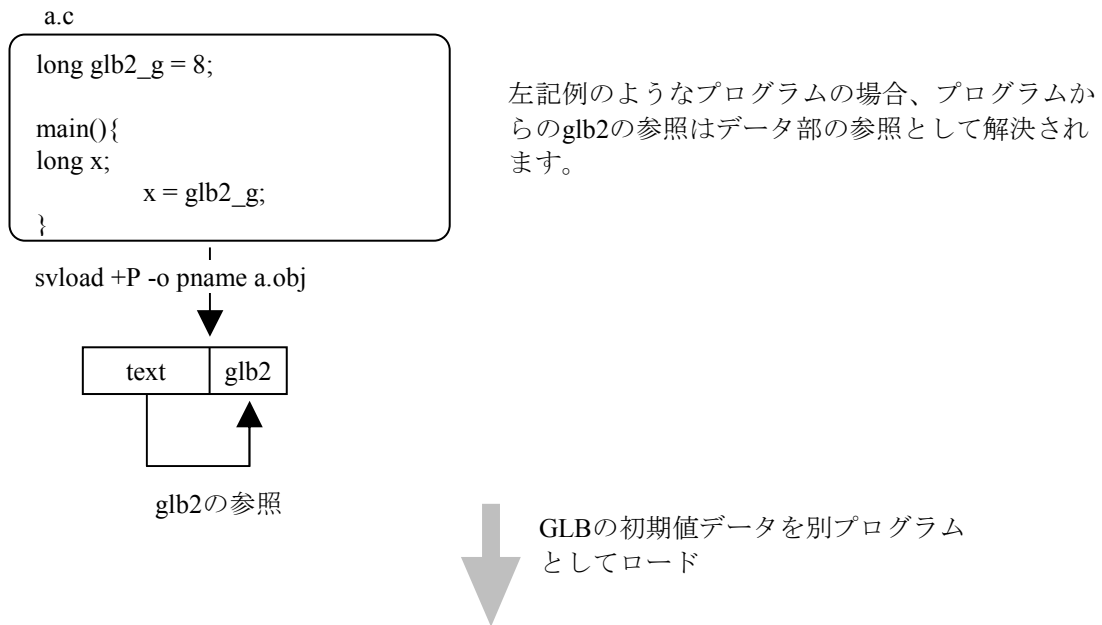 a.c
long glb2_g = 8;
main(){
long x;
x = glb2_g;
}
左記例のようなプログラムの場合、プログラムか
らのglb2の参照はデータ部の参照として解決され
ます。
svload +P -o pname a.obj
text glb2
glb2の参照
GLBの初期値データを別プログラム
としてロード